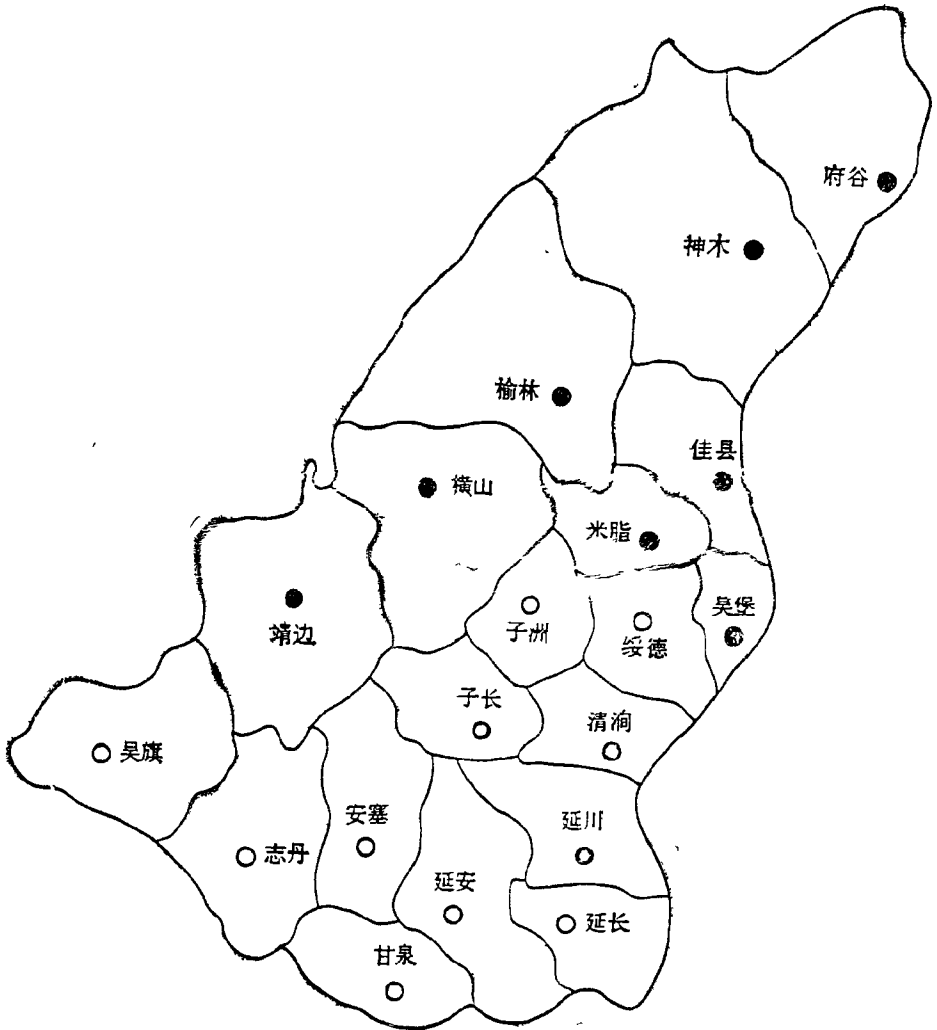 府谷
神木
榆林
佳县
横山
米脂
吴堡
子洲
靖边
绥德
子长
清涧
吴旗
安塞
延川
志丹
延安
延长
甘泉